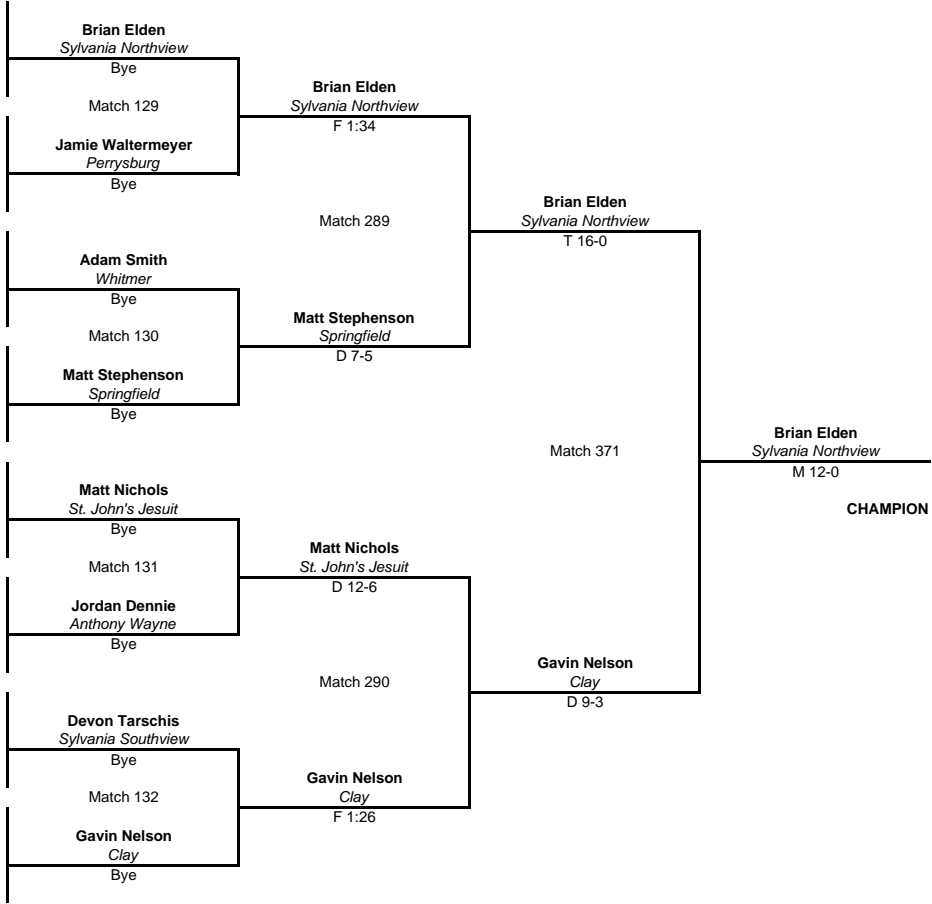 Brian Elden
Sylvania Northview
Bye
Match 129
Jamie Waltermeyer
Perrysburg
Bye
Brian Elden
Sylvania Northview
F 1:34
Match 289
Adam Smith
Whitmer
Bye
Match 130
Matt Stephenson
Springfield
Bye
Matt Stephenson
Springfield
D 7-5
Brian Elden
Sylvania Northview
T 16-0
Match 371
Matt Nichols
St. John's Jesuit
Bye
Match 131
Jordan Dennie
Anthony Wayne
Bye
Matt Nichols
St. John's Jesuit
D 12-6
Match 290
Devon Tarschis
Sylvania Southview
Bye
Match 132
Gavin Nelson
Clay
Bye
Gavin Nelson
Clay
F 1:26
Gavin Nelson
Clay
D 9-3
Brian Elden
Sylvania Northview
M 12-0
CHAMPION